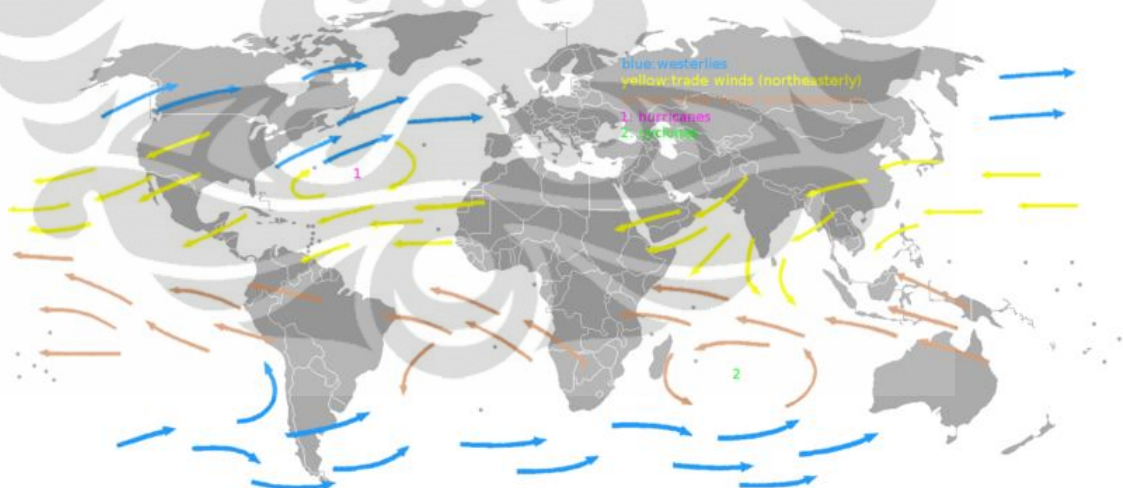 blue:westerlies
yellow:trade winds (northeasterly)
1: hurricanes
2: cyclones
1
2